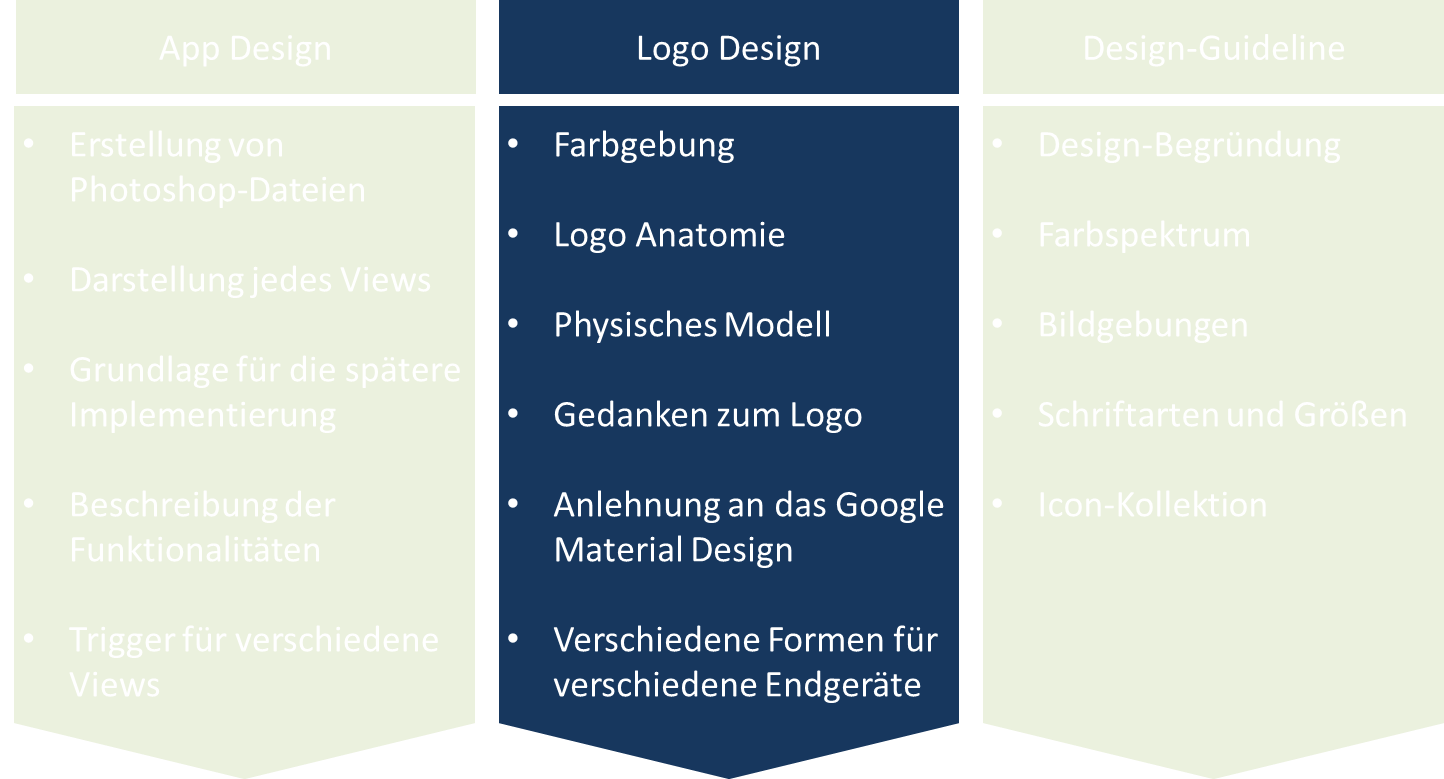 App Design
• Erstellung von
Photoshop-Dateien
• Darstellung jedes Views
• Grundlage für die spätere
Implementierung
• Beschreibung der
Funktionalitäten
• Trigger für verschiedene
Views
Logo Design
• Farbgebung
• Logo Anatomie
• Physisches Modell
• Gedanken zum Logo
• Anlehnung an das Google
Material Design
• Verschiedene Formen für
verschiedene Endgeräte
Design-Guideline
• Design-Begründung
• Farbspektrum
• Bildgebungen
• Schriftarten und Größen
• Icon-Kollektion